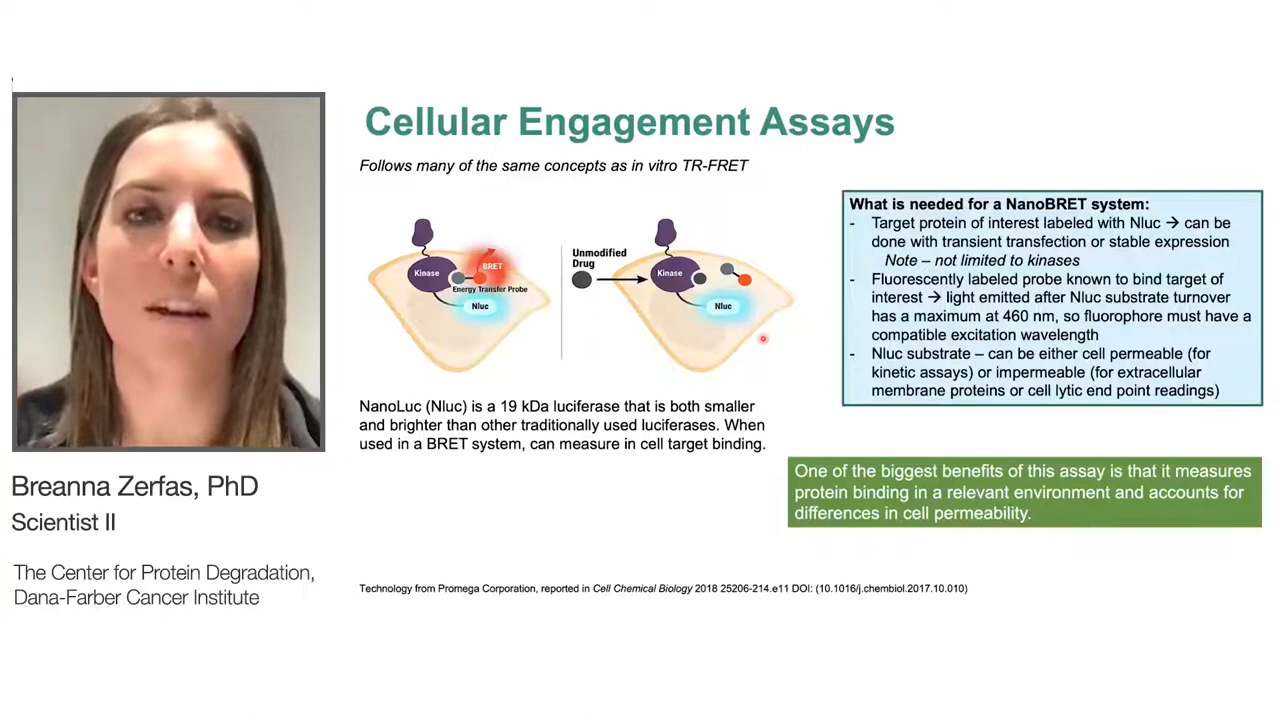 Cellular Engagement Assays
Follows many of the same concepts as in vitro TR-FRET
Kinase
BRET
Energy Transfer Probe
Nluc
Unmodified
Drug
Kinase
Nluc
NanoLuc (Nluc) is a 19 kDa luciferase that is both smaller
and brighter than other traditionally used luciferases. When
used in a BRET system, can measure in cell target binding.
What is needed for a NanoBRET system:
- Target protein of interest labeled with Nluc → can be
done with transient transfection or stable expression
Note – not limited to kinases
- Fluorescently labeled probe known to bind target of
interest → light emitted after Nluc substrate turnover
has a maximum at 460 nm, so fluorophore must have a
compatible excitation wavelength
- Nluc substrate – can be either cell permeable (for
kinetic assays) or impermeable (for extracellular
membrane proteins or cell lytic end point readings)
One of the biggest benefits of this assay is that it measures
protein binding in a relevant environment and accounts for
differences in cell permeability.
Technology from Promega Corporation, reported in Cell Chemical Biology 2018 25206-214.e11 DOI: (10.1016/j.chembiol.2017.10.010)
Breanna Zerfas, PhD
Scientist II
The Center for Protein Degradation,
Dana-Farber Cancer Institute